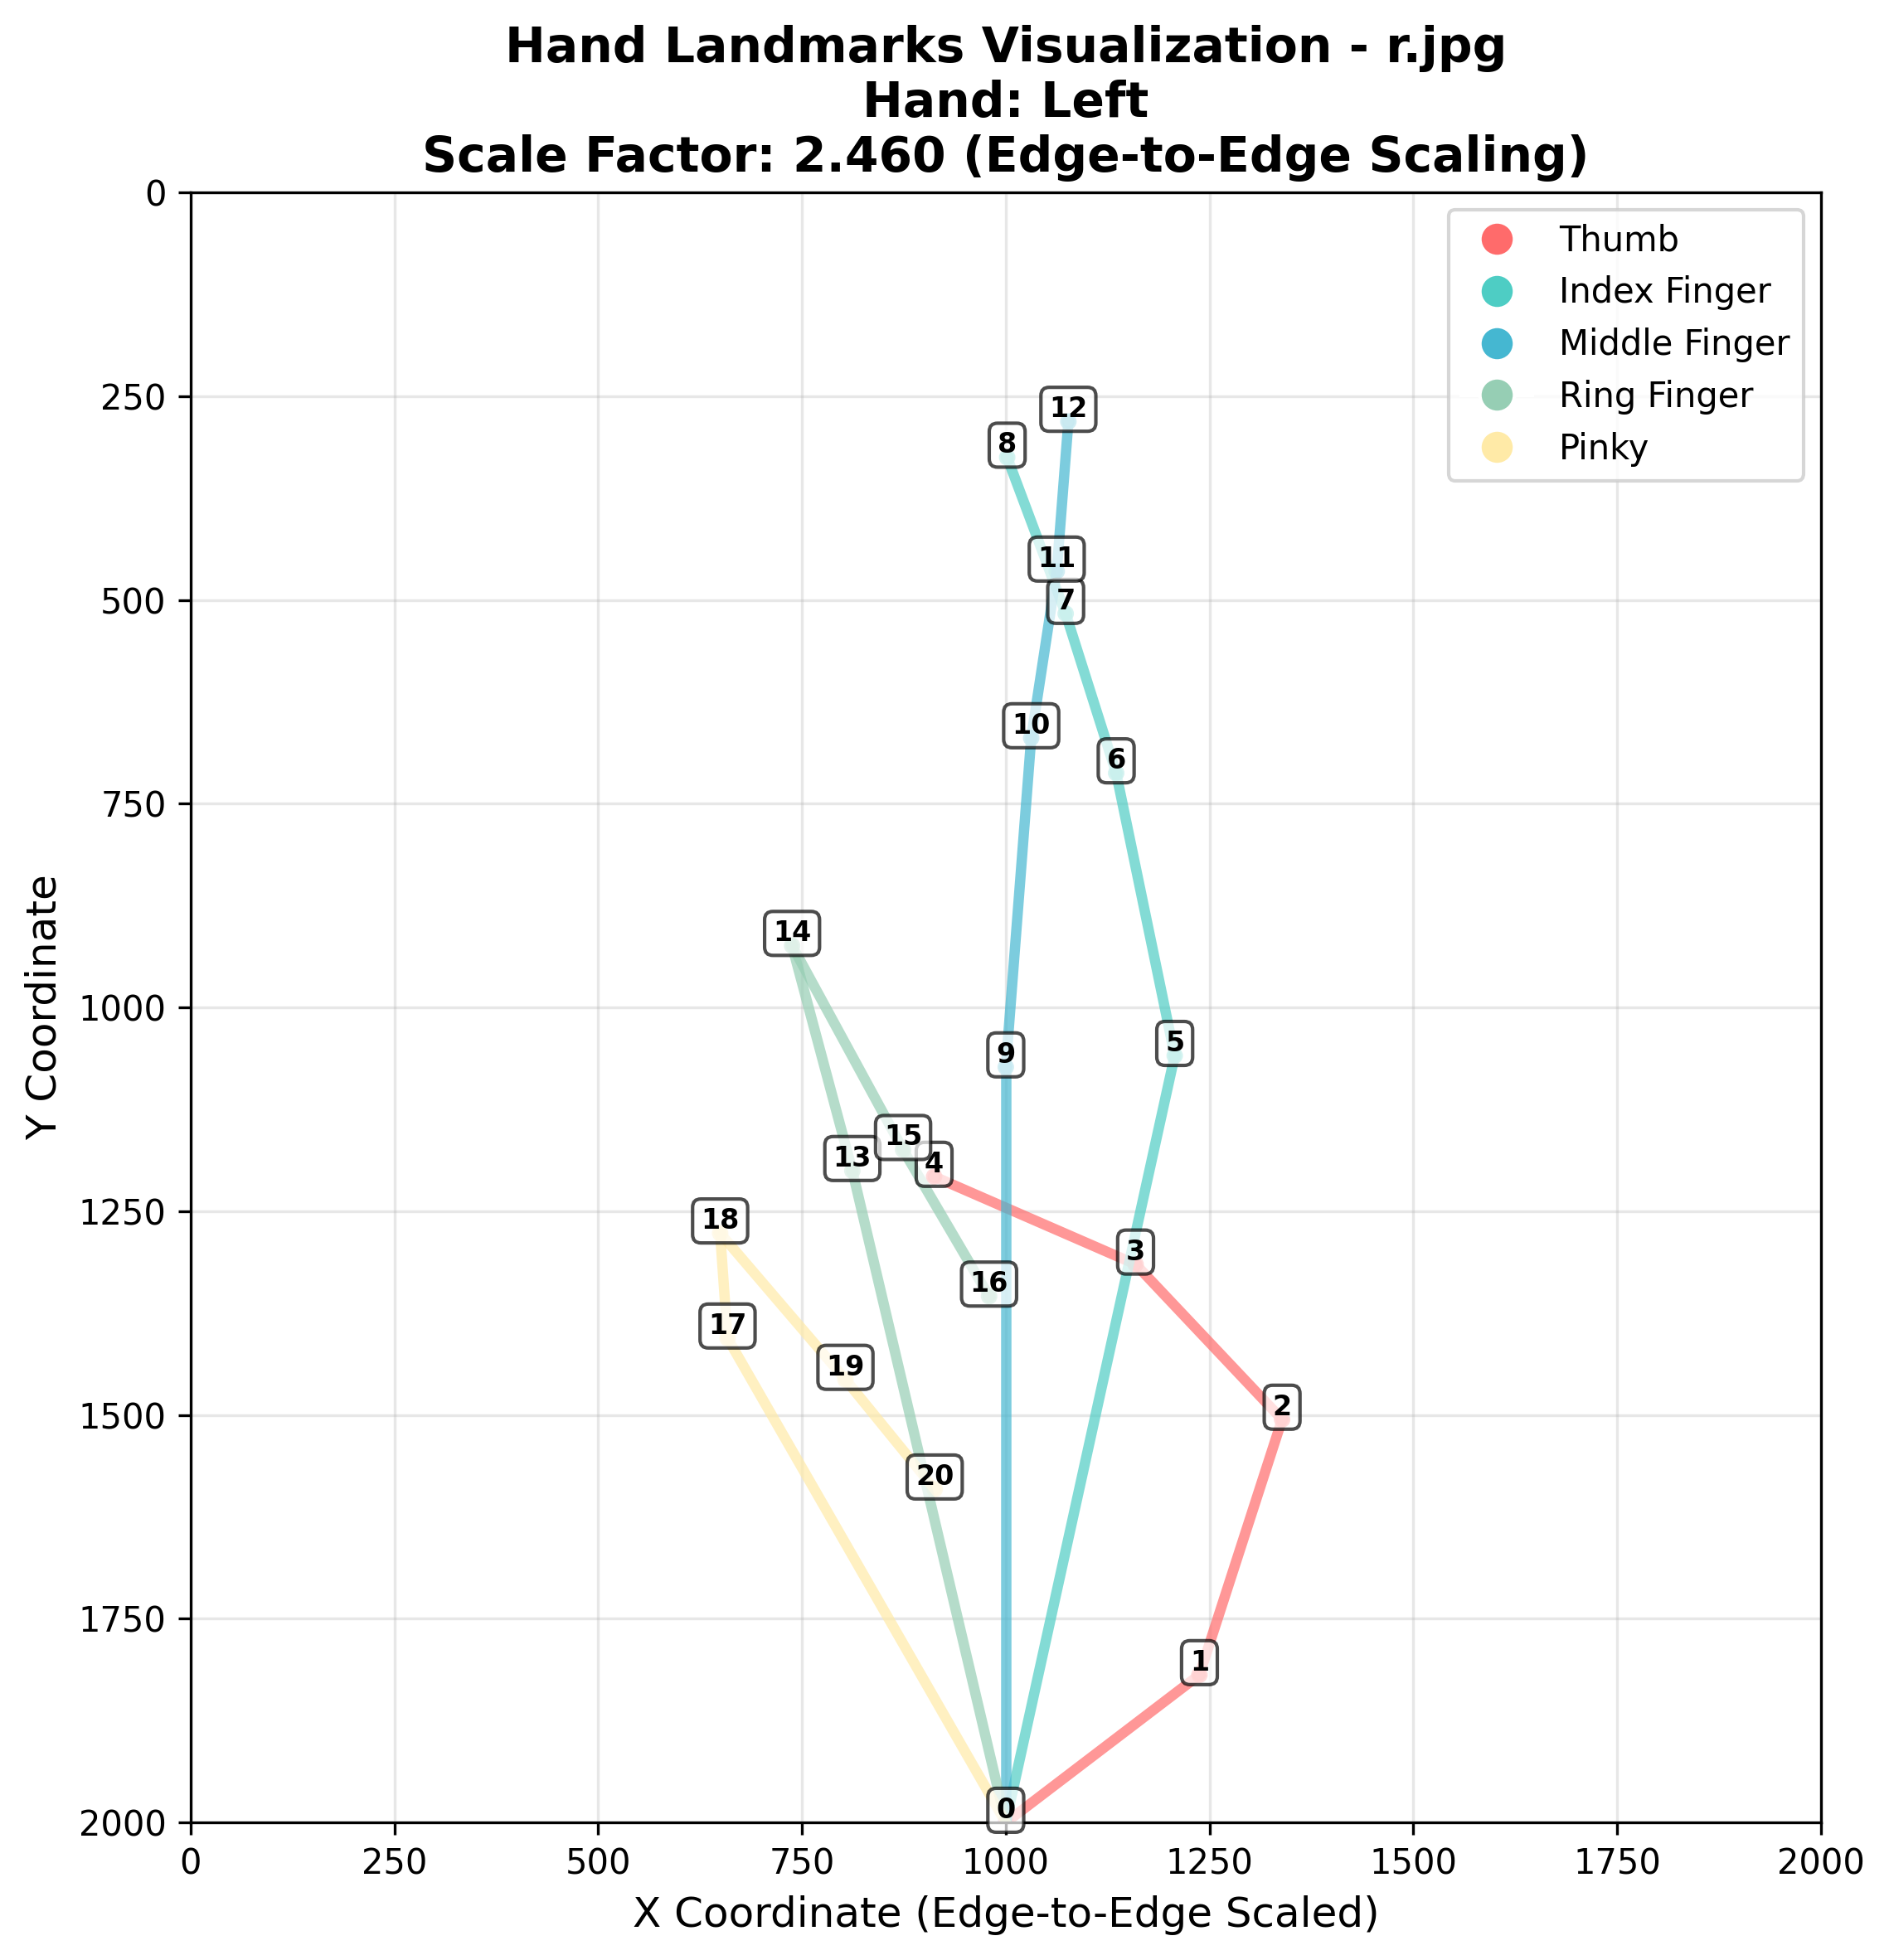 Hand Landmarks Visualization - r.jpg
Hand: Left
Scale Factor: 2.460 (Edge-to-Edge Scaling)
Thumb
Index Finger
Middle Finger
Ring Finger
Pinky
Y Coordinate
0
250
500
750
1000
1250
1500
1750
2000
12
8
11
7
10
6
14
5
9
15
13
4
18
3
16
17
19
2
20
1
0
0 250 500 750 1000 1250 1500 1750 2000
X Coordinate (Edge-to-Edge Scaled)